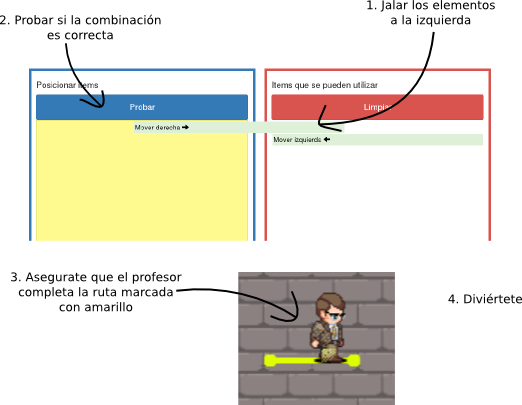 1. Jalar los elementos
a la izquierda
2. Probar si la combinación
es correcta
Posicionar items
Items que se pueden utilizar
Probar
Limpiar
Mover derecha
Mover izquierda
3. Asegurate que el profesor
completa la ruta marcada
con amarillo
4. Diviértete